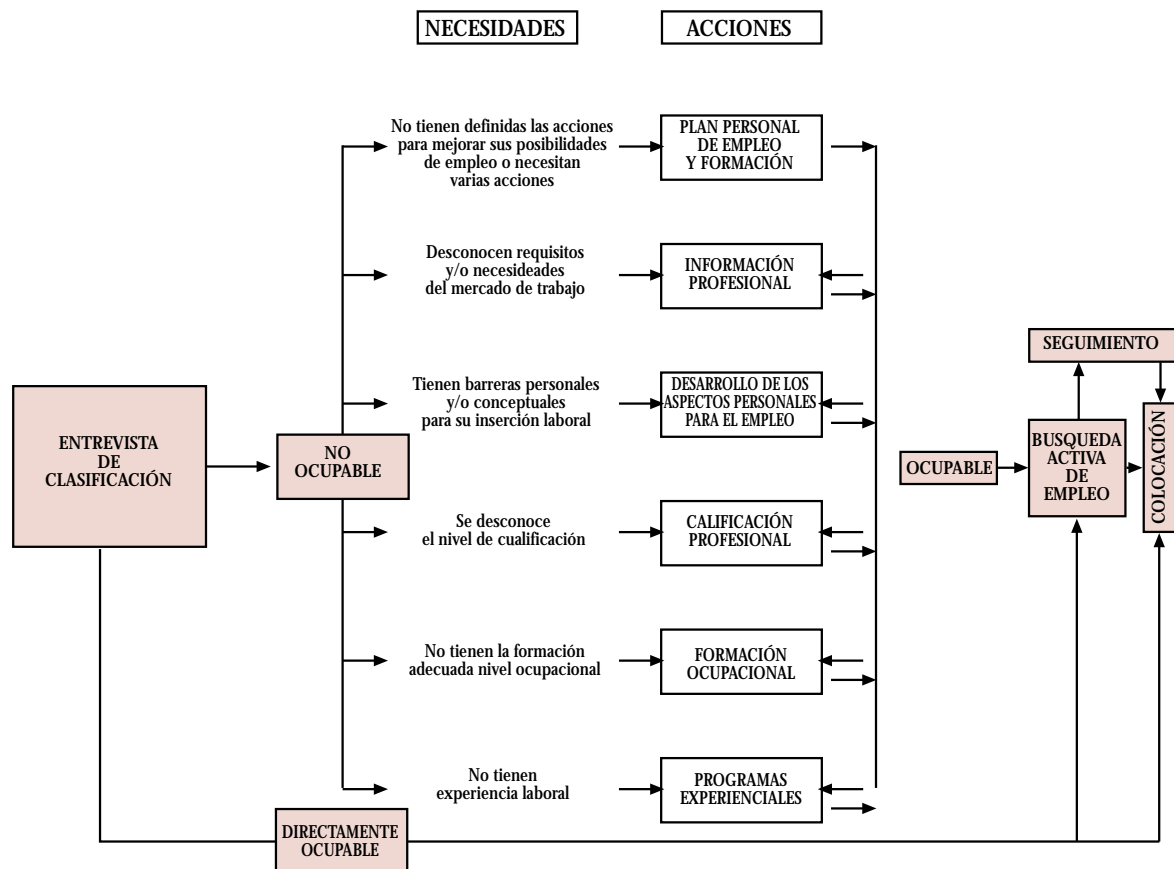 NECESIDADES
ACCIONES
No tienen definidas las acciones
para mejorar sus posibilidades
de empleo o necesitan
varias acciones
PLAN PERSONAL
DE EMPLEO
Y FORMACIÓN
Desconocen requisitos
y/o necesideades
del mercado de trabajo
INFORMACIÓN
PROFESIONAL
Tienen barreras personales
y/o conceptuales
para su inserción laboral
DESARROLLO DE LOS
ASPECTOS PERSONALES
PARA EL EMPLEO
ENTREVISTA
DE
CLASIFICACIÓN
NO
OCUPABLE
Se desconoce
el nivel de cualificación
CALIFICACIÓN
PROFESIONAL
No tienen la formación
adecuada nivel ocupacional
FORMACIÓN
OCUPACIONAL
No tienen
experiencia laboral
PROGRAMAS
EXPERIENCIALES
DIRECTAMENTE
OCUPABLE
OCUPABLE
SEGUIMIENTO
BUSQUEDA
ACTIVA
DE
EMPLEO
COLOCACIÓN